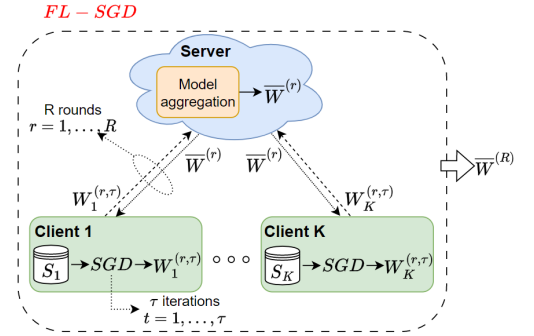 FL − SGD
Server
Model
aggregation
W̅^(r)
R rounds
r = 1, . . . , R
W̅^(r)
W̅^(r)
W̅^(R)
W_1^(r,τ)
W_K^(r,τ)
Client 1
S_1
SGD
W_1^(r,τ)
Client K
S_K
SGD
W_K^(r,τ)
τ iterations
t = 1, . . . , τ